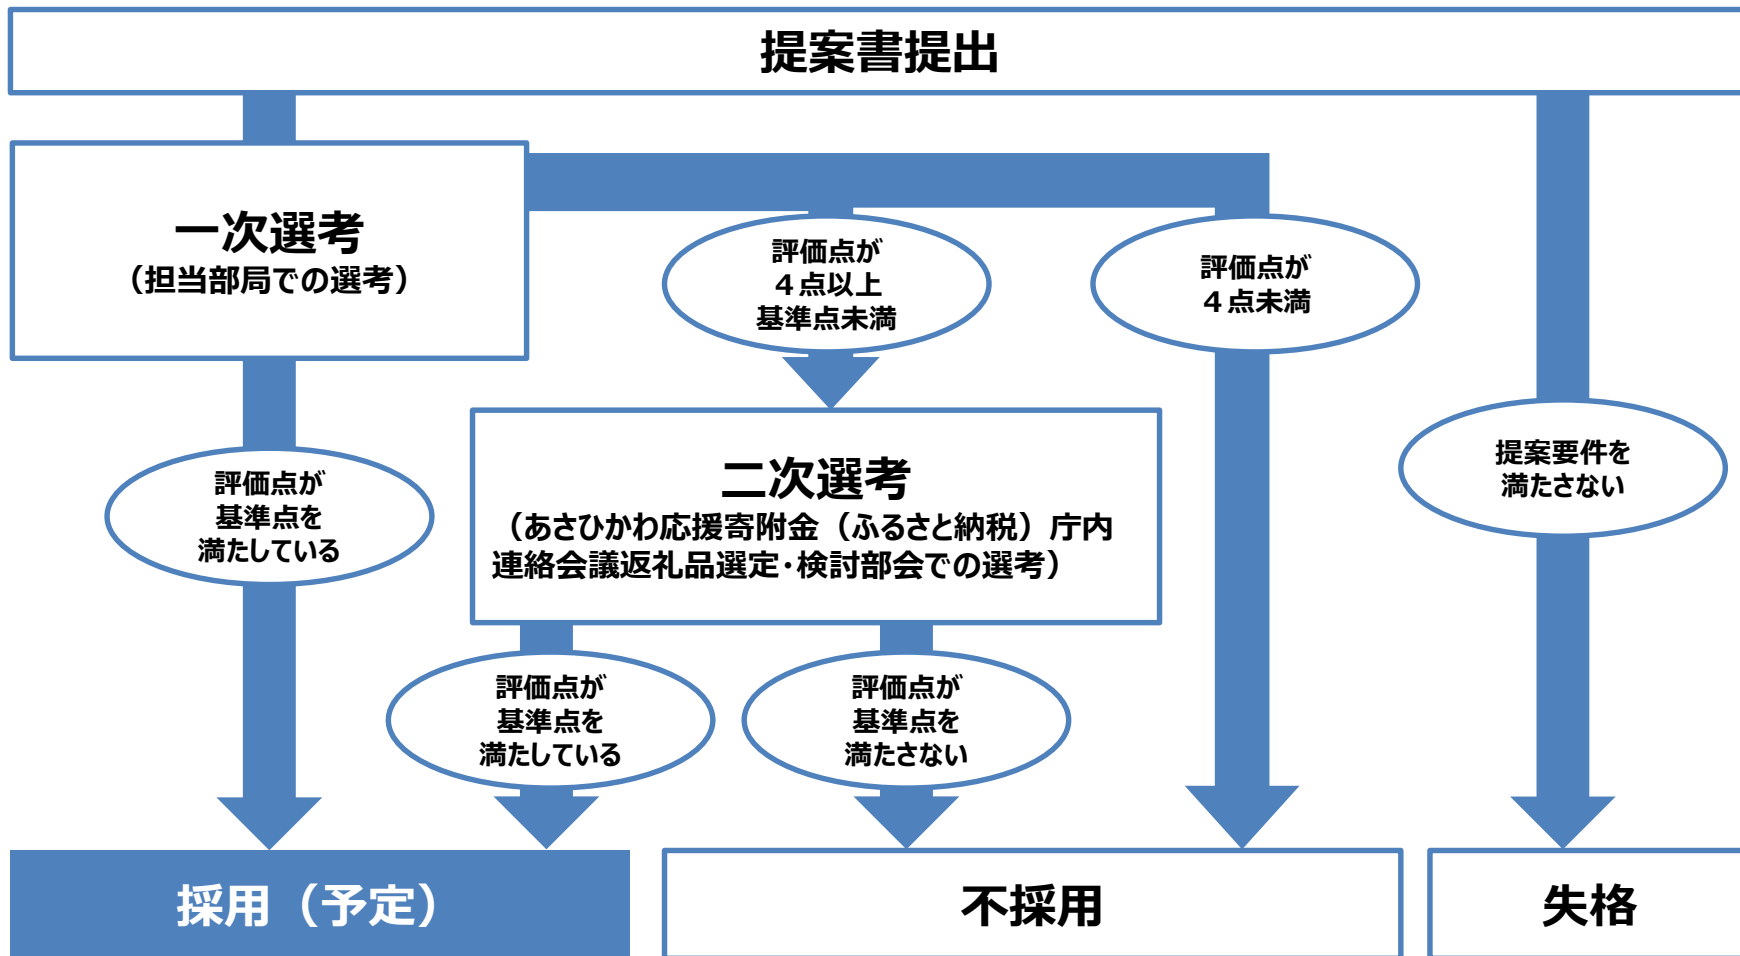 提案書提出
一次選考
（担当部局での選考）
評価点が
４点以上
基準点未満
評価点が
４点未満
評価点が
基準点を
満たしている
二次選考
（あさひかわ応援寄附金（ふるさと納税）庁内
連絡会議返礼品選定・検討部会での選考）
提案要件を
満たさない
評価点が
基準点を
満たしている
評価点が
基準点を
満たさない
採用（予定）
不採用
失格